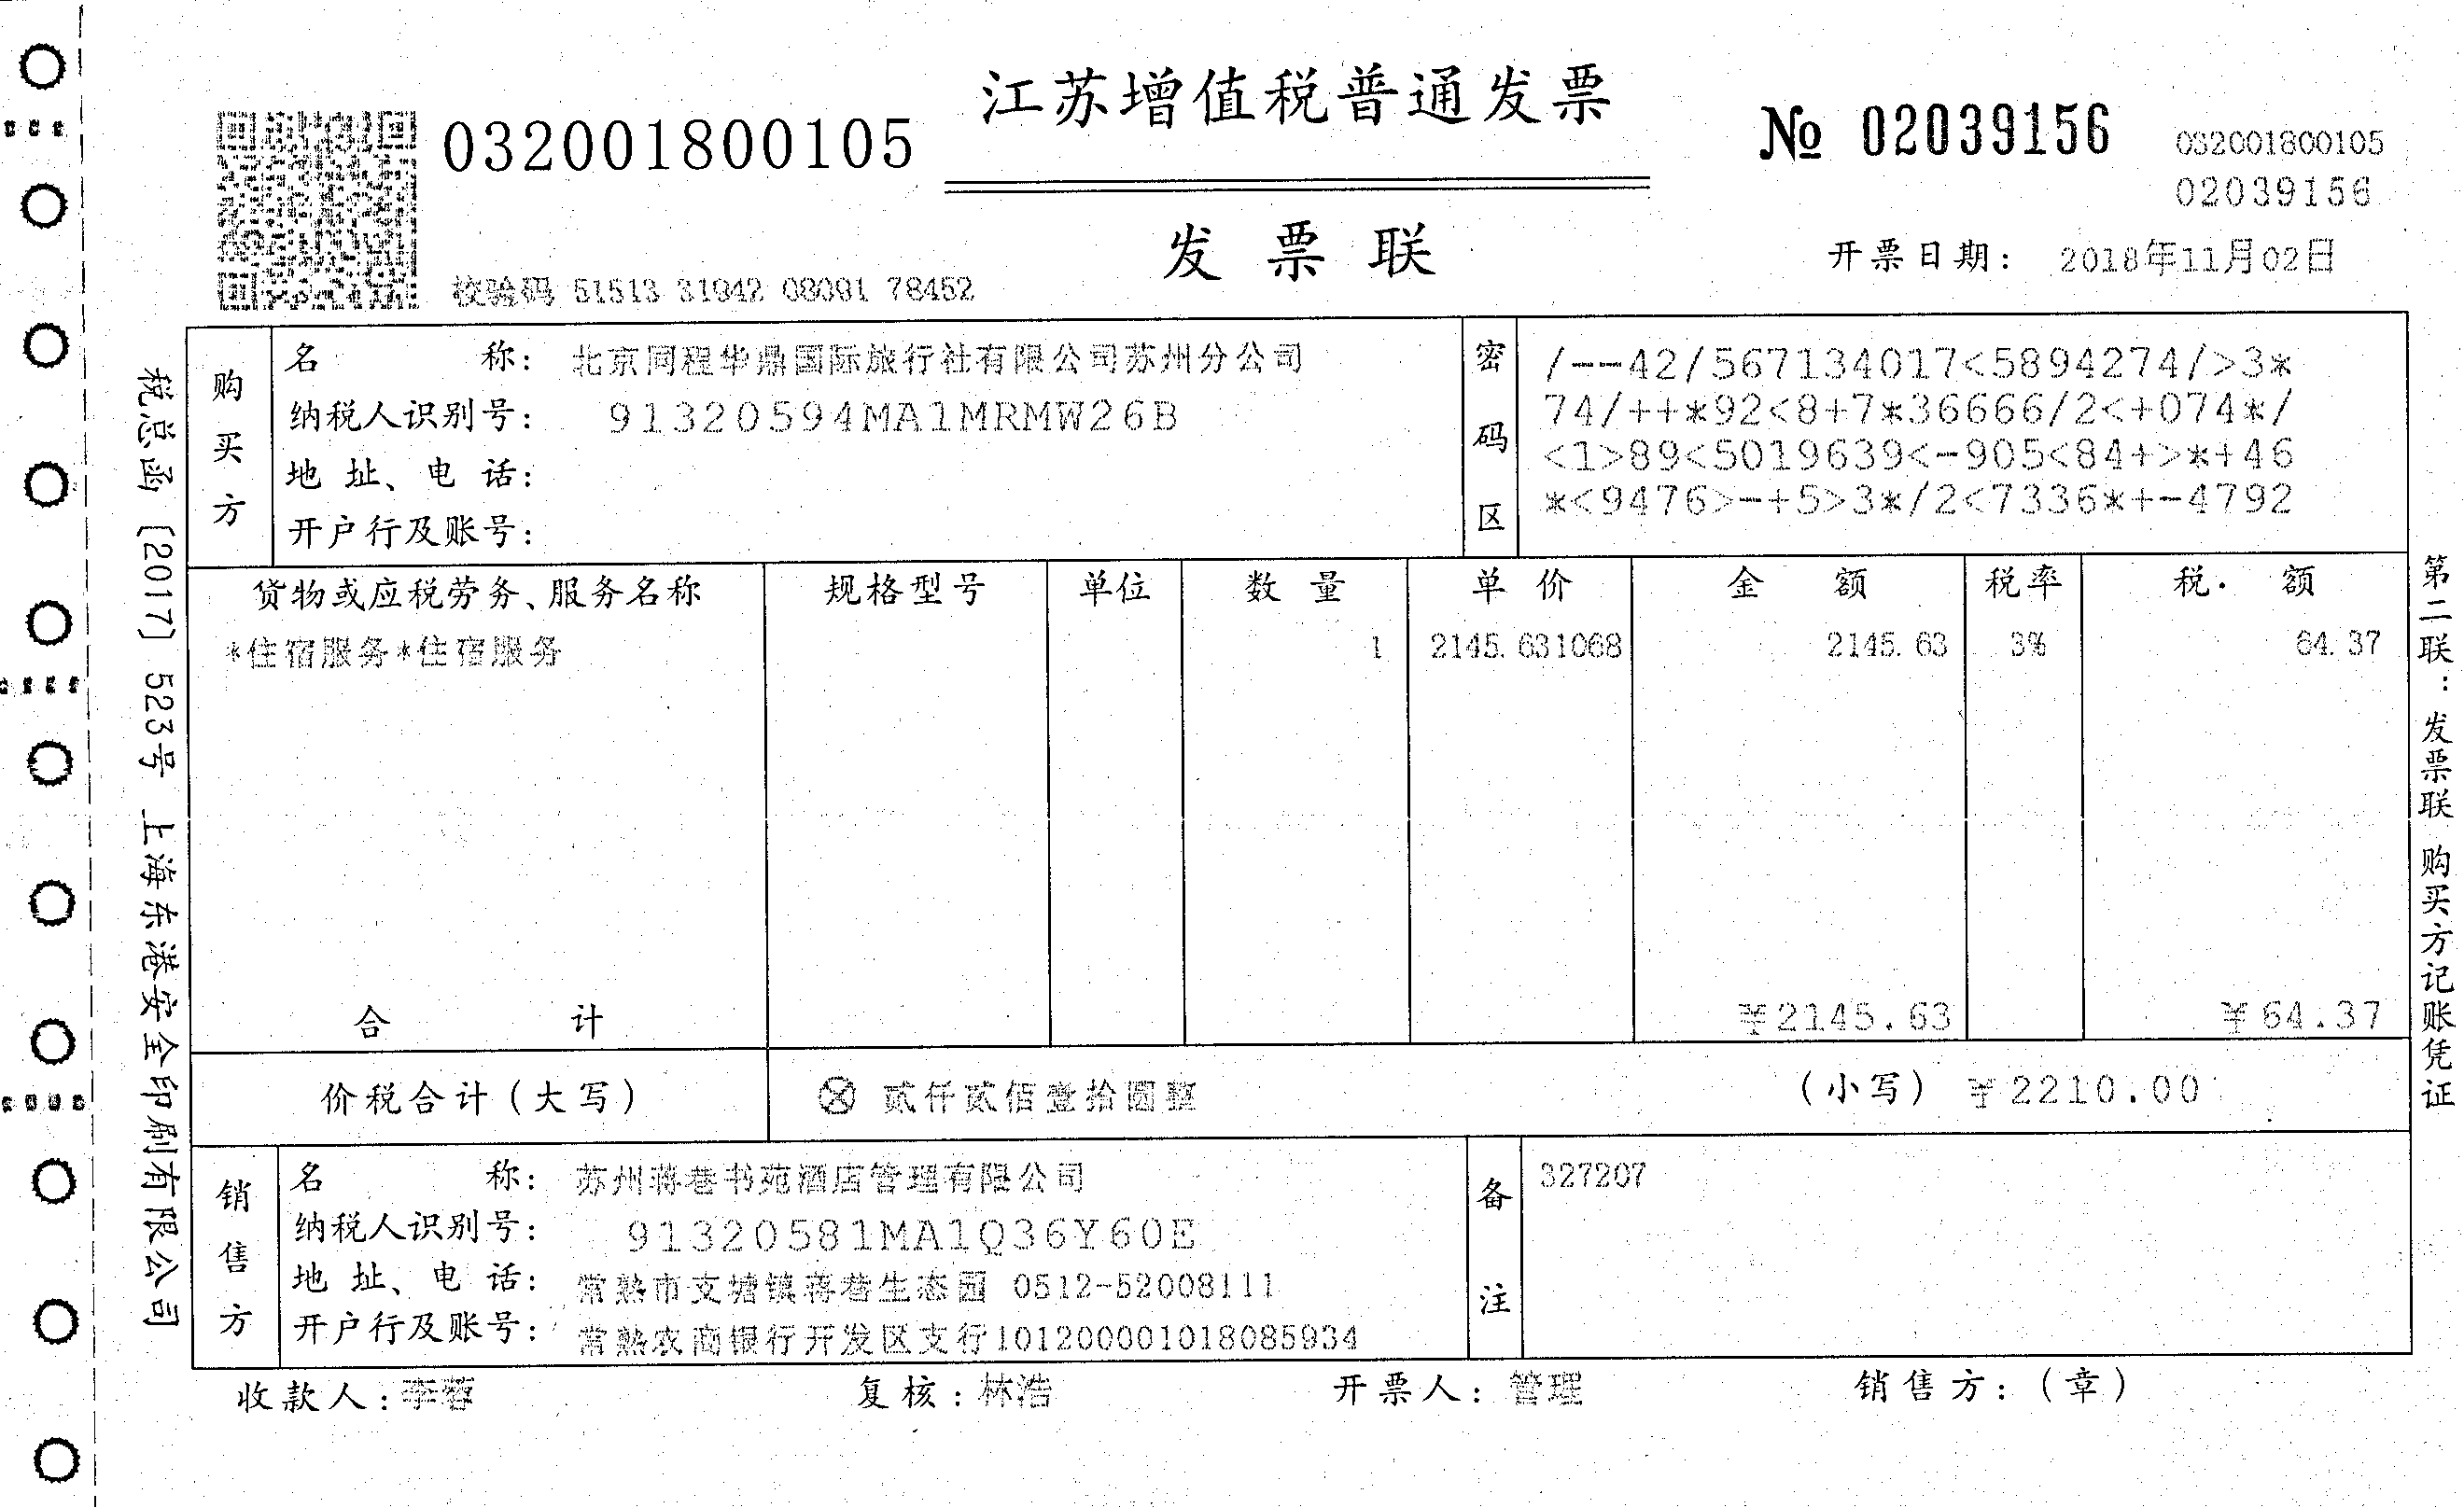 江苏增值税普通发票
032001800105
№ 02039156
032001800105
02039156
发票联
开票日期： 2018年11月02日
校验码 51513 31942 08091 78452
税总函〔2017〕523号 上海东港安全印刷有限公司
购买方
名 称： 北京同程华鼎国际旅行社有限公司苏州分公司
纳税人识别号： 91320594MA1MRMW26B
地 址、电 话：
开户行及账号：
密码区
/--42/567134017<5894274/>3*
74/++*92<8+7*36666/2<+074*/
<1>89<5019639<-905<84+>*+46
*<9476>-+5>3*/2<7336*+-4792
货物或应税劳务、服务名称 规格型号 单位 数 量 单 价 金 额 税率 税 额
*住宿服务*住宿服务 1 2145.631068 2145.63 3% 64.37
合 计 ￥2145.63 ￥64.37
价税合计（大写） ⊗ 贰仟贰佰壹拾圆整 （小写）￥2210.00
销售方
名 称： 苏州蒋巷书苑酒店管理有限公司
纳税人识别号： 91320581MA1Q36Y60E
地 址、电 话： 常熟市支塘镇蒋巷生态园 0512-52008111
开户行及账号： 常熟农商银行开发区支行101200001018085934
备注
327207
收款人：李蓉 复核：林浩 开票人：管理 销售方：（章）
第二联：发票联 购买方记账凭证